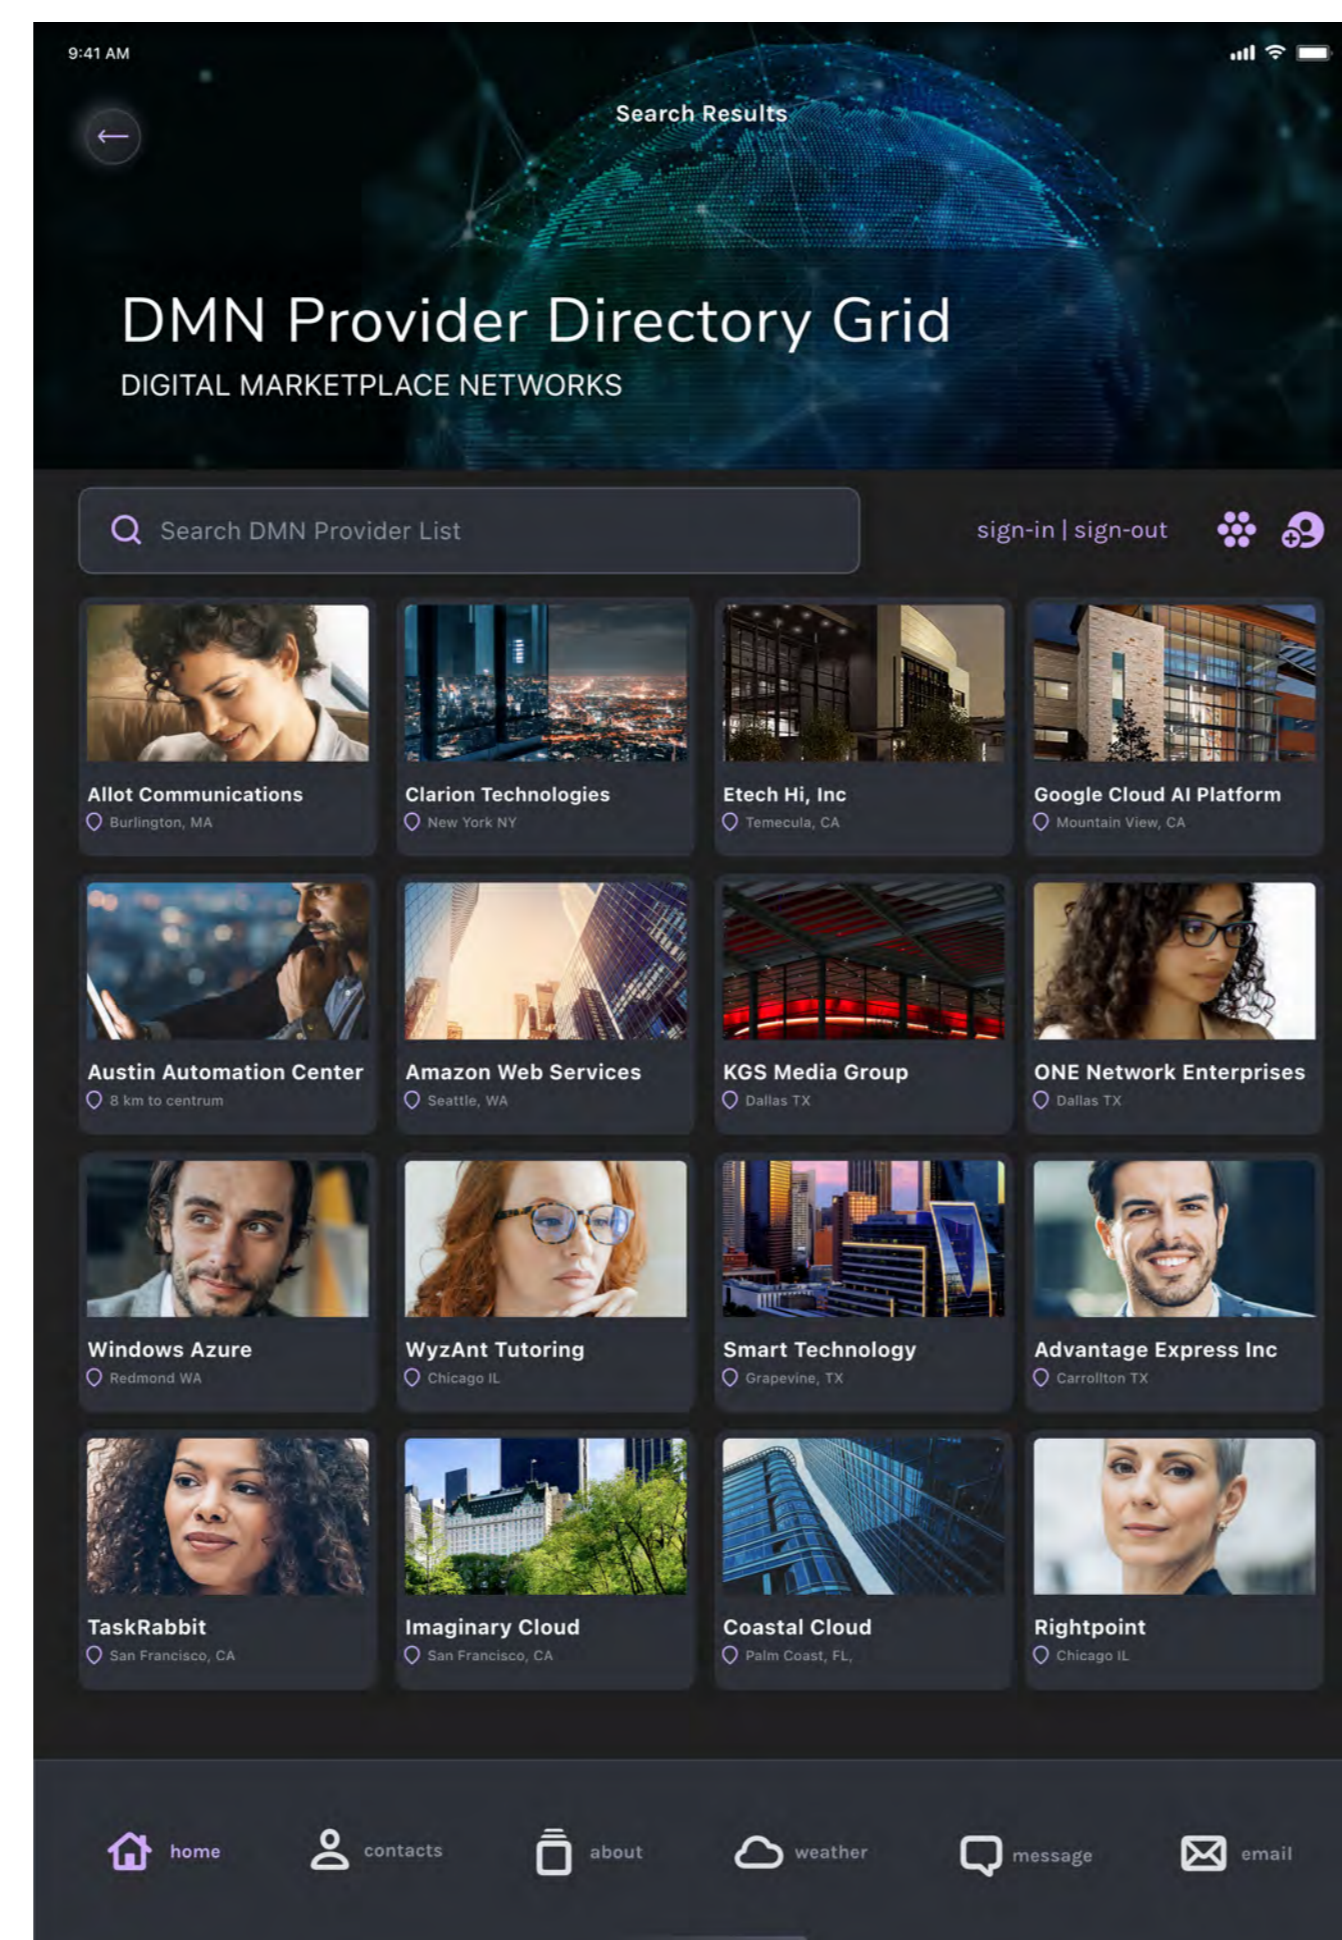 9:41 AM
Search Results
DMN Provider Directory Grid
DIGITAL MARKETPLACE NETWORKS
Search DMN Provider List
sign-in | sign-out
Allot Communications
Burlington, MA
Clarion Technologies
New York NY
Etech Hi, Inc
Temecula, CA
Google Cloud AI Platform
Mountain View, CA
Austin Automation Center
8 km to centrum
Amazon Web Services
Seattle, WA
KGS Media Group
Dallas TX
ONE Network Enterprises
Dallas TX
Windows Azure
Redmond WA
WyzAnt Tutoring
Chicago IL
Smart Technology
Grapevine, TX
Advantage Express Inc
Carrollton TX
TaskRabbit
San Francisco, CA
Imaginary Cloud
San Francisco, CA
Coastal Cloud
Palm Coast, FL,
Rightpoint
Chicago IL
home
contacts
about
weather
message
email